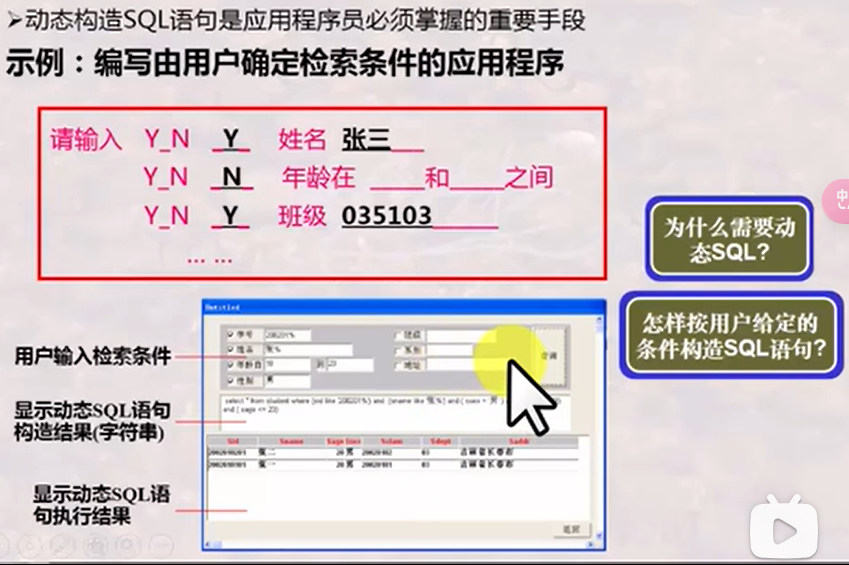 ➢动态构造SQL语句是应用程序员必须掌握的重要手段
示例：编写由用户确定检索条件的应用程序
请输入 Y_N _Y_ 姓名 张三__
Y_N _N_ 年龄在 ____和____之间
Y_N _Y_ 班级 035103____
... ...
为什么需要动
态SQL?
怎样按用户给定的
条件构造SQL语句?
用户输入检索条件
显示动态SQL语句
构造结果(字符串)
显示动态SQL语
句执行结果
Untitled
学号 200201%
姓名 张%
年龄自 18 到 23
性别 男
班级
系别
地址
查询
select * from student where (sid like '200201%') and (sname like '张%') and ( ssex = '男' )
and ( sage <= 23)
Sid Sname Sage Ssex Sclass Sdept Saddr
张二 20 男 03 吉林省长春市
张一 20 男 03 吉林省长春市
返回
中